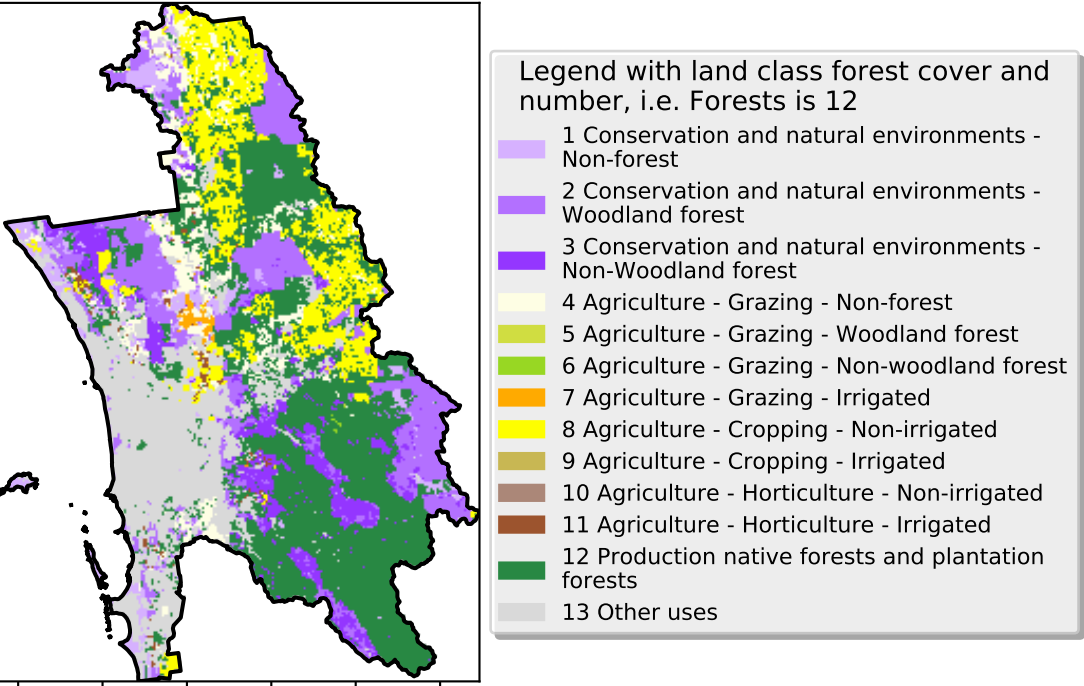 Legend with land class forest cover and
number, i.e. Forests is 12
1 Conservation and natural environments -
Non-forest
2 Conservation and natural environments -
Woodland forest
3 Conservation and natural environments -
Non-Woodland forest
4 Agriculture - Grazing - Non-forest
5 Agriculture - Grazing - Woodland forest
6 Agriculture - Grazing - Non-woodland forest
7 Agriculture - Grazing - Irrigated
8 Agriculture - Cropping - Non-irrigated
9 Agriculture - Cropping - Irrigated
10 Agriculture - Horticulture - Non-irrigated
11 Agriculture - Horticulture - Irrigated
12 Production native forests and plantation
forests
13 Other uses